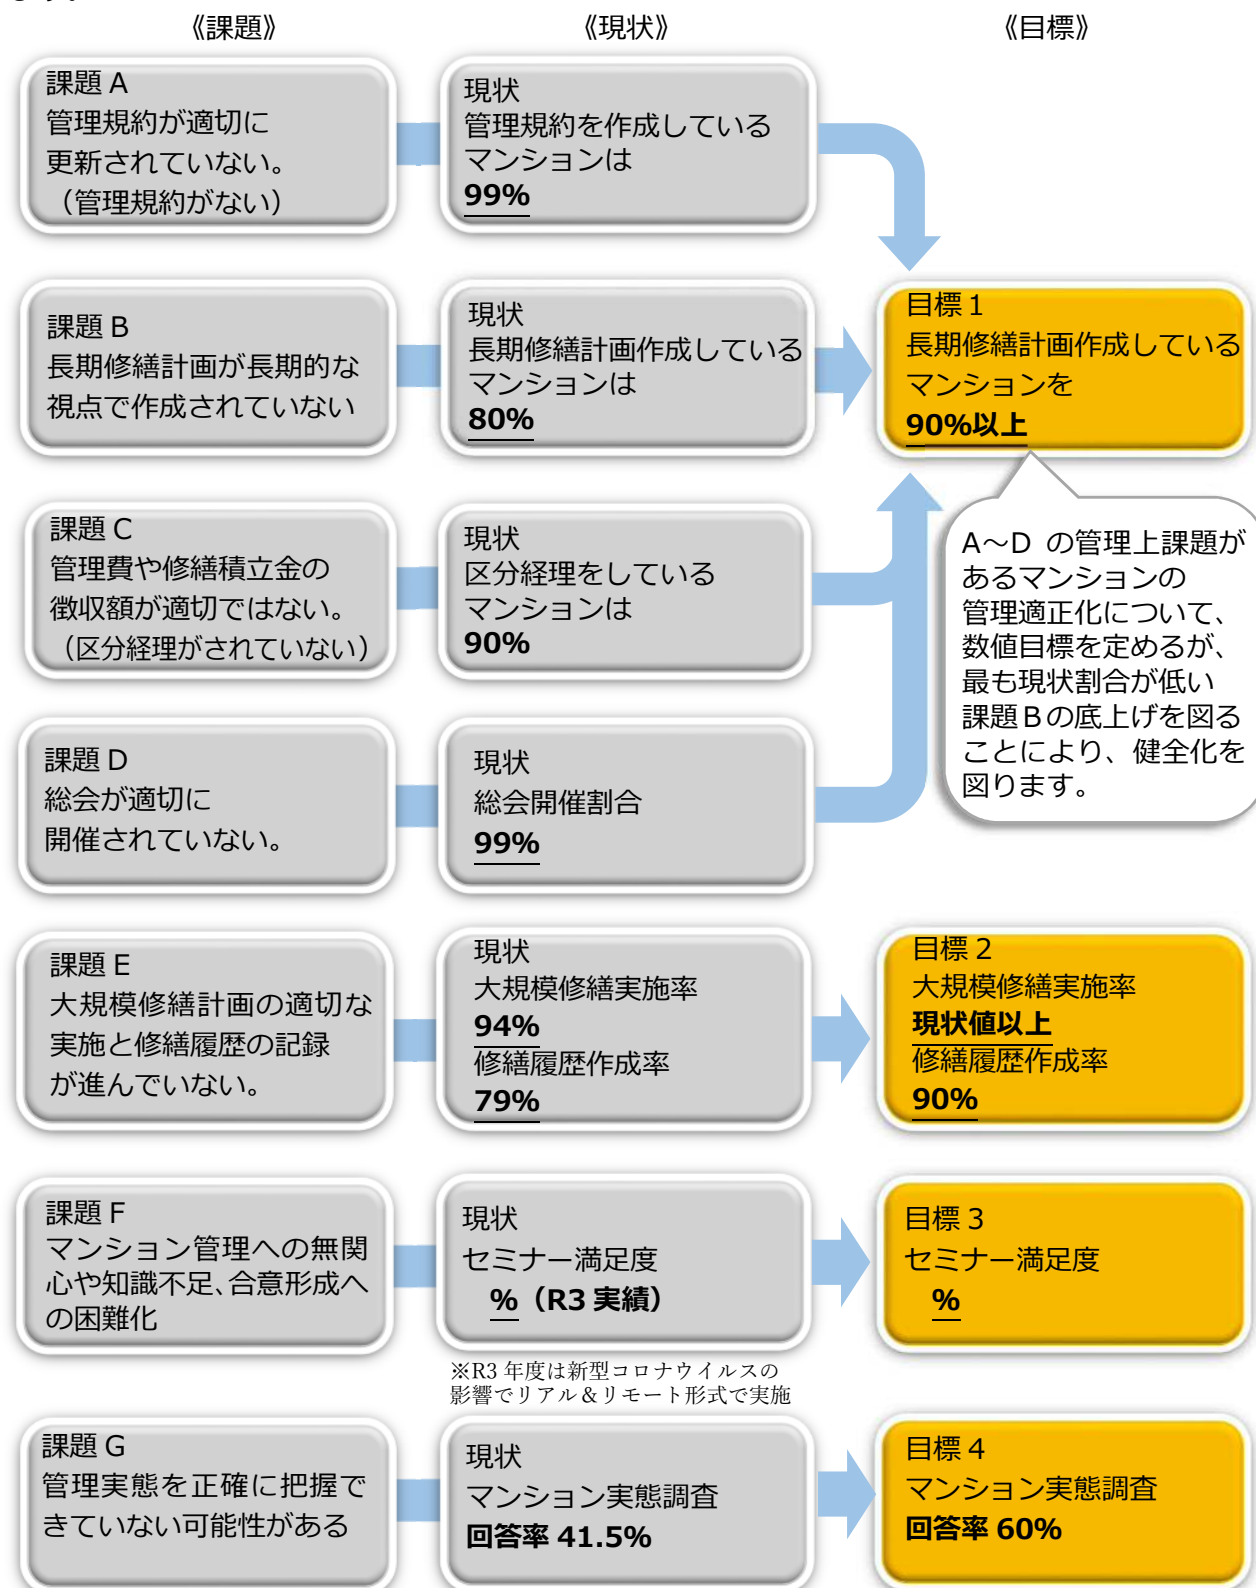 《課題》
《現状》
《目標》
課題 A
管理規約が適切に
更新されていない。
（管理規約がない）
現状
管理規約を作成している
マンションは
99%
課題 B
長期修繕計画が長期的な
視点で作成されていない
現状
長期修繕計画作成している
マンションは
80%
目標１
長期修繕計画作成している
マンションを
90%以上
課題 C
管理費や修繕積立金の
徴収額が適切ではない。
（区分経理がされていない）
現状
区分経理をしている
マンションは
90%
A～D の管理上課題が
あるマンションの
管理適正化について、
数値目標を定めるが、
最も現状割合が低い
課題Ｂの底上げを図る
ことにより、健全化を
図ります。
課題 D
総会が適切に
開催されていない。
現状
総会開催割合
99%
課題 E
大規模修繕計画の適切な
実施と修繕履歴の記録
が進んでいない。
現状
大規模修繕実施率
94%
修繕履歴作成率
79%
目標２
大規模修繕実施率
現状値以上
修繕履歴作成率
90%
課題 F
マンション管理への無関
心や知識不足、合意形成へ
の困難化
現状
セミナー満足度
%（R3 実績）
目標３
セミナー満足度
%
※R3 年度は新型コロナウイルスの
影響でリアル＆リモート形式で実施
課題 G
管理実態を正確に把握で
きていない可能性がある
現状
マンション実態調査
回答率 41.5%
目標４
マンション実態調査
回答率 60%